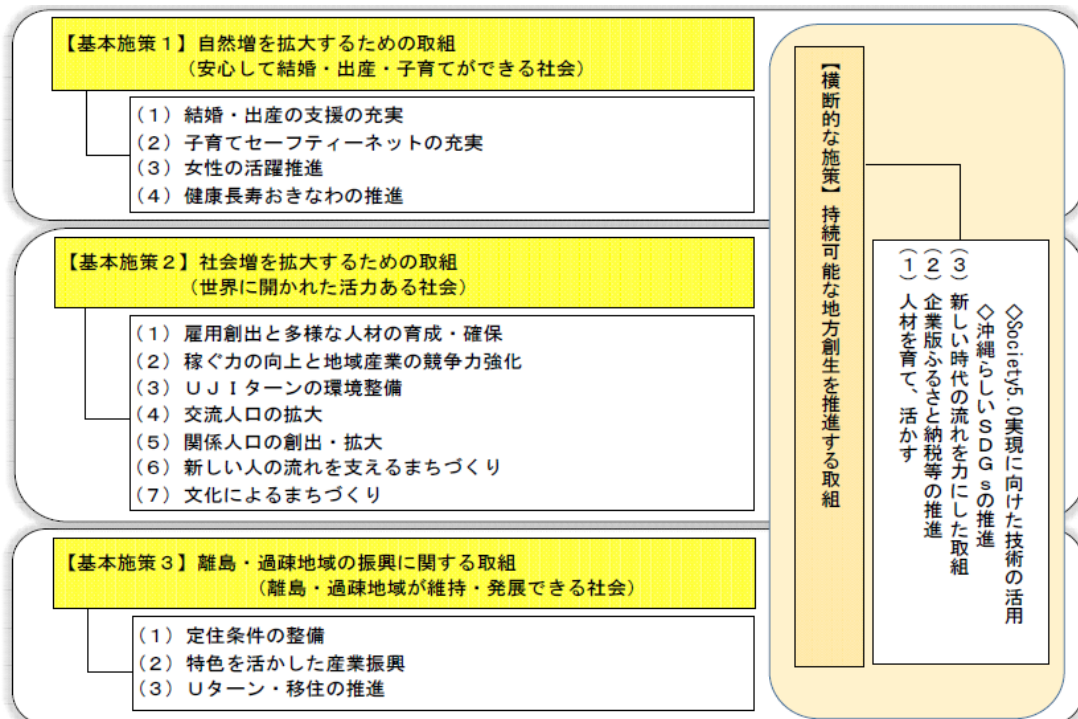 【基本施策１】自然増を拡大するための取組
（安心して結婚・出産・子育てができる社会）
（１）結婚・出産の支援の充実
（２）子育てセーフティーネットの充実
（３）女性の活躍推進
（４）健康長寿おきなわの推進
【基本施策２】社会増を拡大するための取組
（世界に開かれた活力ある社会）
（１）雇用創出と多様な人材の育成・確保
（２）稼ぐ力の向上と地域産業の競争力強化
（３）ＵＪＩターンの環境整備
（４）交流人口の拡大
（５）関係人口の創出・拡大
（６）新しい人の流れを支えるまちづくり
（７）文化によるまちづくり
【基本施策３】離島・過疎地域の振興に関する取組
（離島・過疎地域が維持・発展できる社会）
（１）定住条件の整備
（２）特色を活かした産業振興
（３）Ｕターン・移住の推進
【横断的な施策】持続可能な地方創生を推進する取組
（１）人材を育て、活かす
（２）企業版ふるさと納税等の推進
（３）新しい時代の流れを力にした取組
◇沖縄らしいＳＤＧｓの推進
◇Society5.0実現に向けた技術の活用